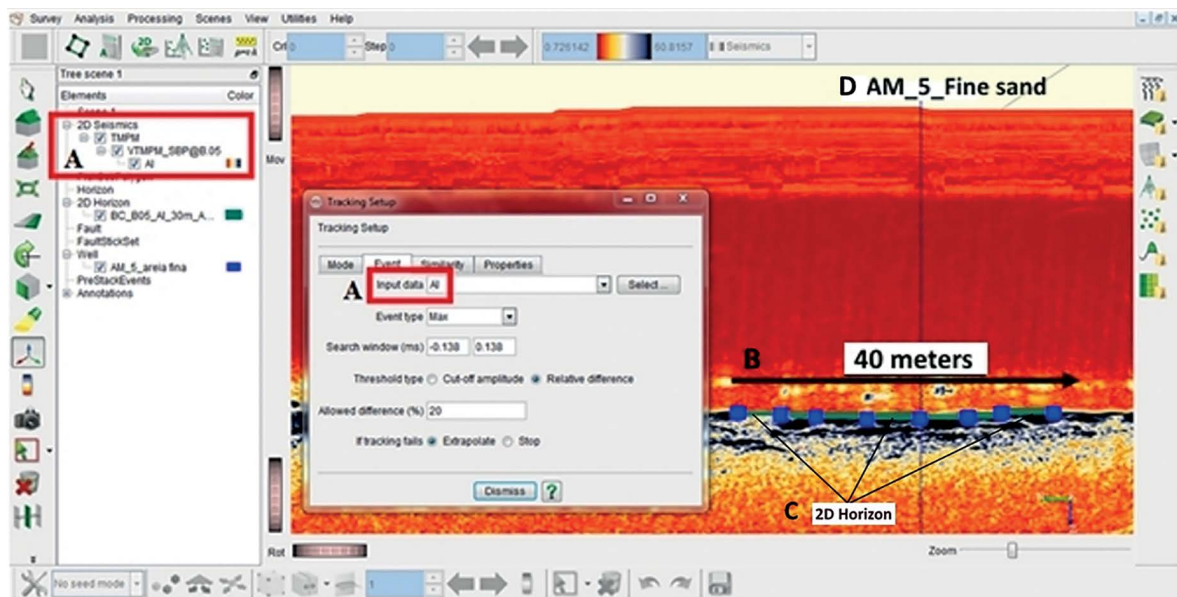 Survey Analysis Processing Scenes View Utilities Help
Crl 0 Step 0 0.726142 60.8157 Seismics
Tree scene 1
Elements Color
Scene 1
2D Seismics
TMPM
VTMPM_SBP@B.05
A
AI
Horizon
2D Horizon
BC_B05_AI_30m_A...
Fault
FaultStickSet
Well
AM_5_areia fina
PreStackEvents
Annotations
Mov
D AM_5_Fine sand
Tracking Setup
Tracking Setup
Mode Event Similarity Properties
A Input data AI Select ...
Event type Max
Search window (ms) -0.138 0.138
Threshold type Cut-off amplitude Relative difference
Allowed difference (%) 20
If tracking fails Extrapolate Stop
Dismiss ?
B 40 meters
C 2D Horizon
Rot
Zoom
No seed mode 1